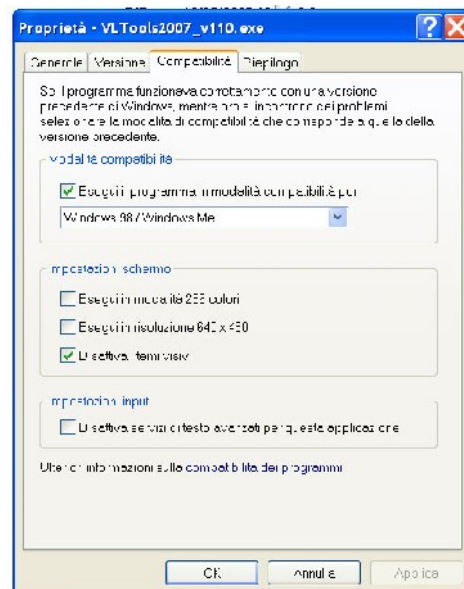 Proprietà - VLTools2007_v110.exe
Generale Versione Compatibilità Riepilogo
Se il programma funzionava correttamente con una versione
precedente di Windows, mentre ora si incontrano dei problemi
selezionare la modalità di compatibilità che corrisponde a quella della
versione precedente.
Modalità compatibilità
Esegui il programma in modalità compatibilità per
Windows 98 / Windows Me
Impostazioni schermo
Esegui in modalità 256 colori
Esegui in risoluzione 640 x 480
Disattiva i temi visivi
Impostazioni input
Disattiva servizi di testo avanzati per questa applicazione
Ulteriori informazioni sulla compatibilità dei programmi
OK Annulla Applica